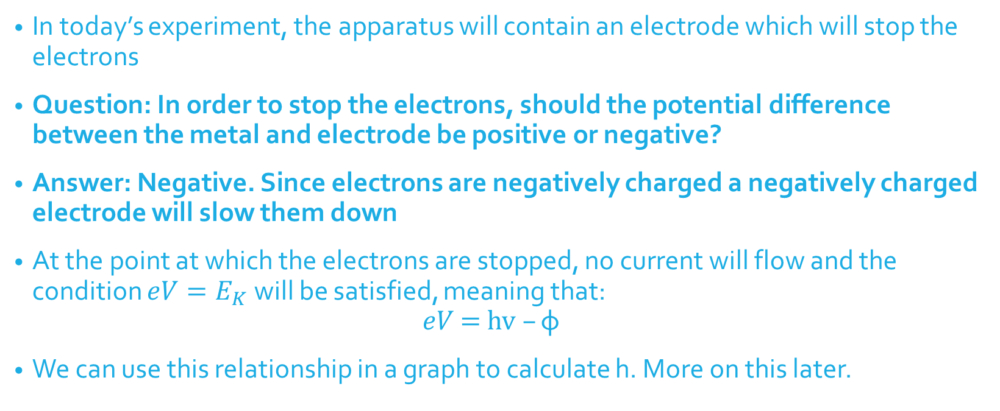 • In today’s experiment, the apparatus will contain an electrode which will stop the
electrons
• Question: In order to stop the electrons, should the potential difference
between the metal and electrode be positive or negative?
• Answer: Negative. Since electrons are negatively charged a negatively charged
electrode will slow them down
• At the point at which the electrons are stopped, no current will flow and the
condition 𝑒𝑉 = 𝐸𝐾 will be satisfied, meaning that:
𝑒𝑉 = hv – ϕ
• We can use this relationship in a graph to calculate h. More on this later.